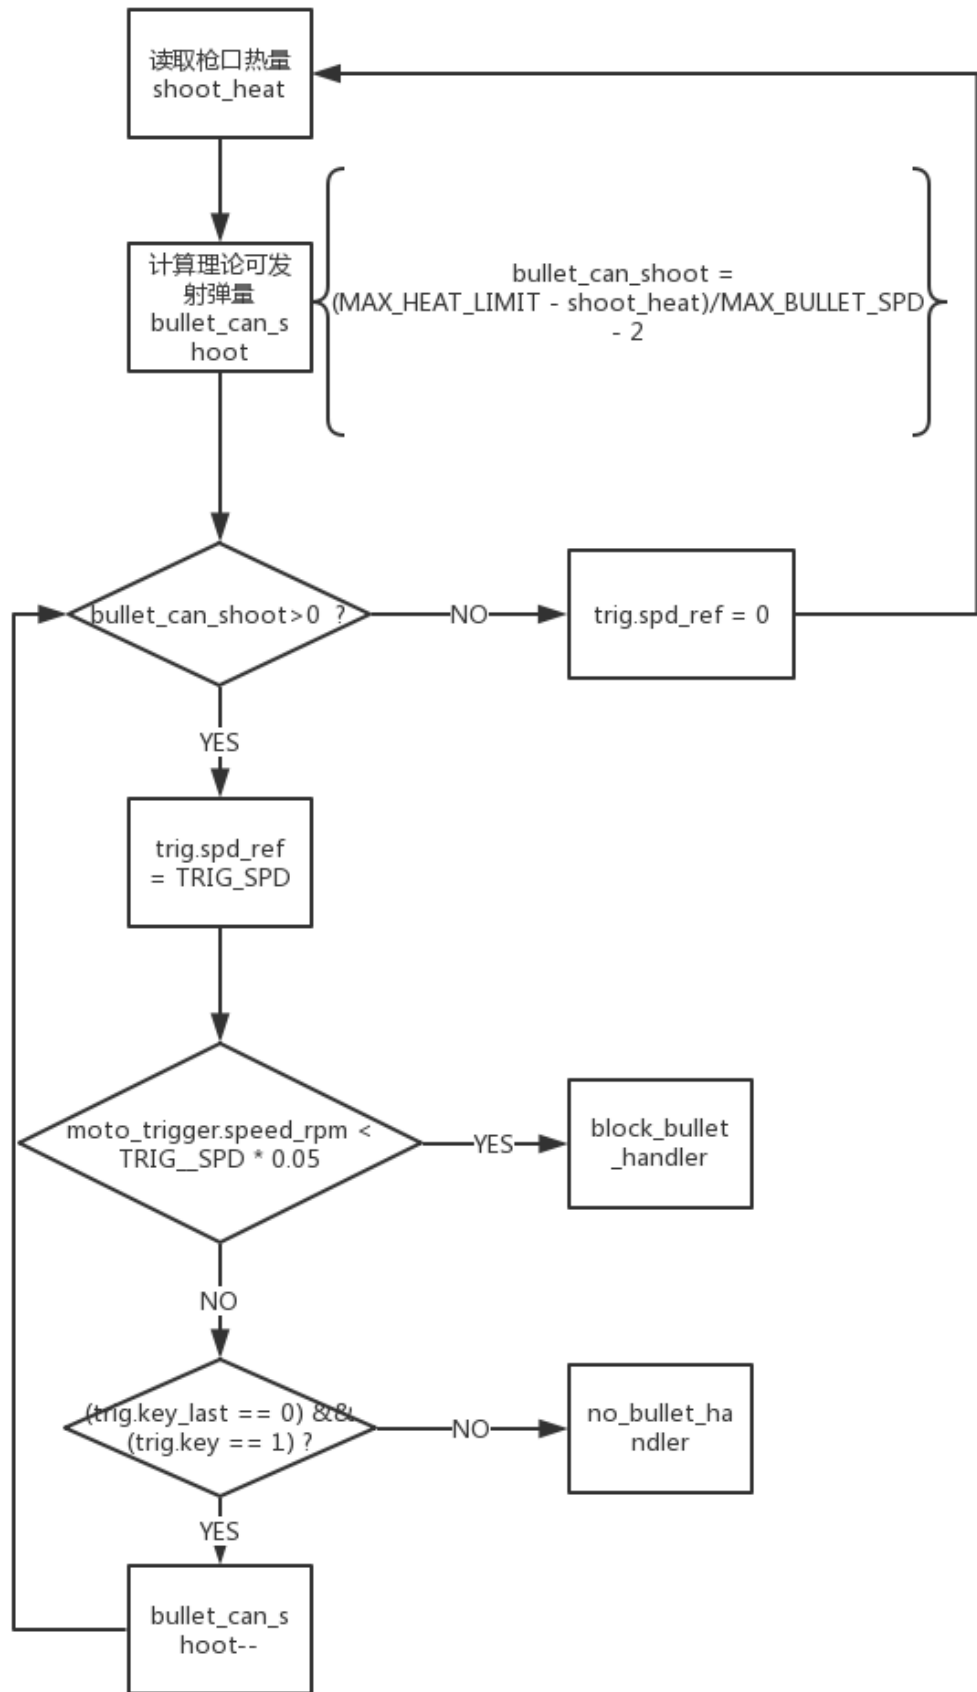 读取枪口热量
shoot_heat
计算理论可发
射弹量
bullet_can_s
hoot
bullet_can_shoot =
(MAX_HEAT_LIMIT - shoot_heat)/MAX_BULLET_SPD
- 2
bullet_can_shoot>0 ?
NO
trig.spd_ref = 0
YES
trig.spd_ref
= TRIG_SPD
moto_trigger.speed_rpm <
TRIG__SPD * 0.05
YES
block_bullet
_handler
NO
(trig.key_last == 0) &&
(trig.key == 1) ?
NO
no_bullet_ha
ndler
YES
bullet_can_s
hoot--